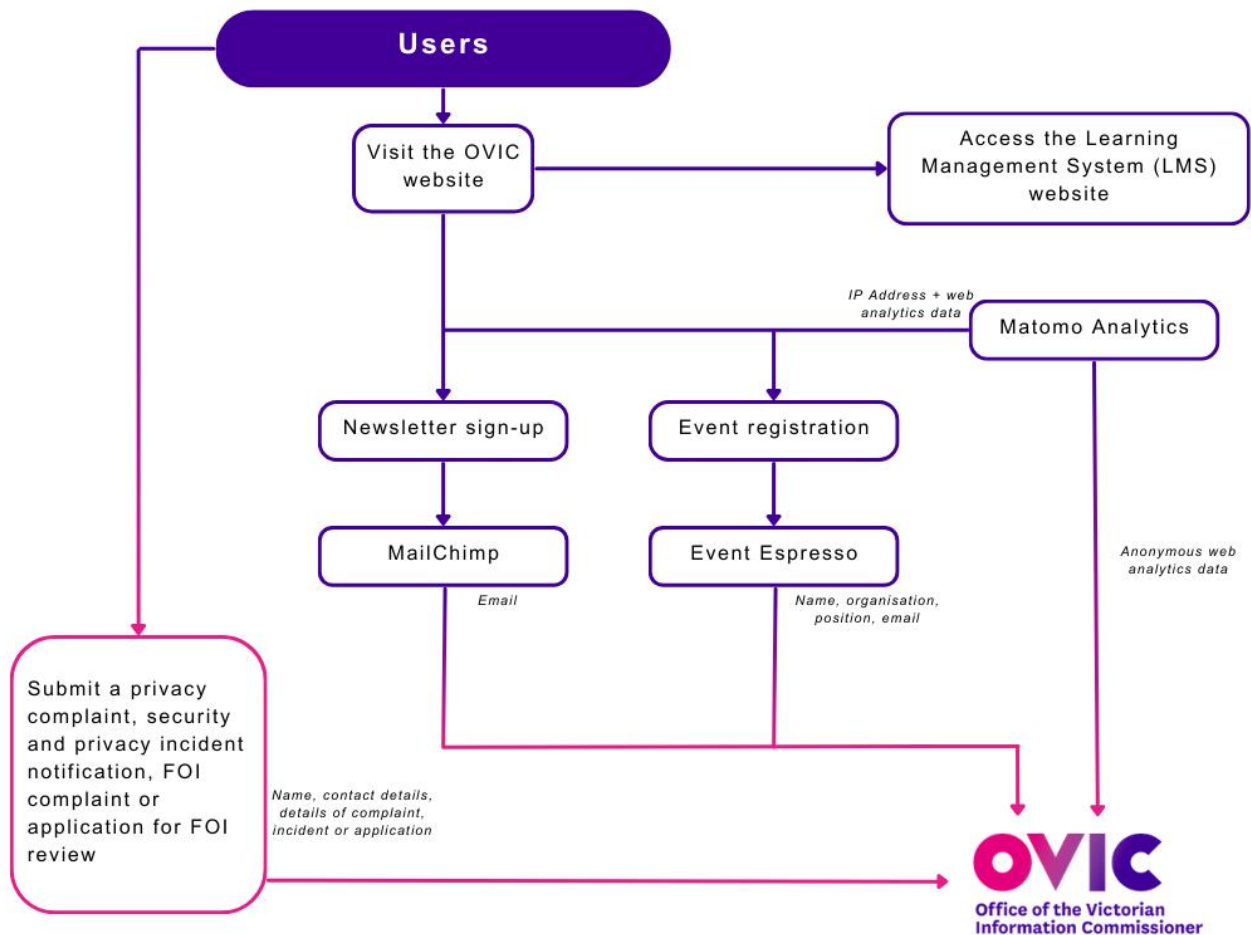 Users
Visit the OVIC
website
Access the Learning
Management System (LMS)
website
IP Address + web
analytics data
Matomo Analytics
Newsletter sign-up
Event registration
MailChimp
Event Espresso
Anonymous web
analytics data
Email
Name, organisation,
position, email
Submit a privacy
complaint, security
and privacy incident
notification, FOI
complaint or
application for FOI
review
Name, contact details,
details of complaint,
incident or application
OVIC
Office of the Victorian
Information Commissioner